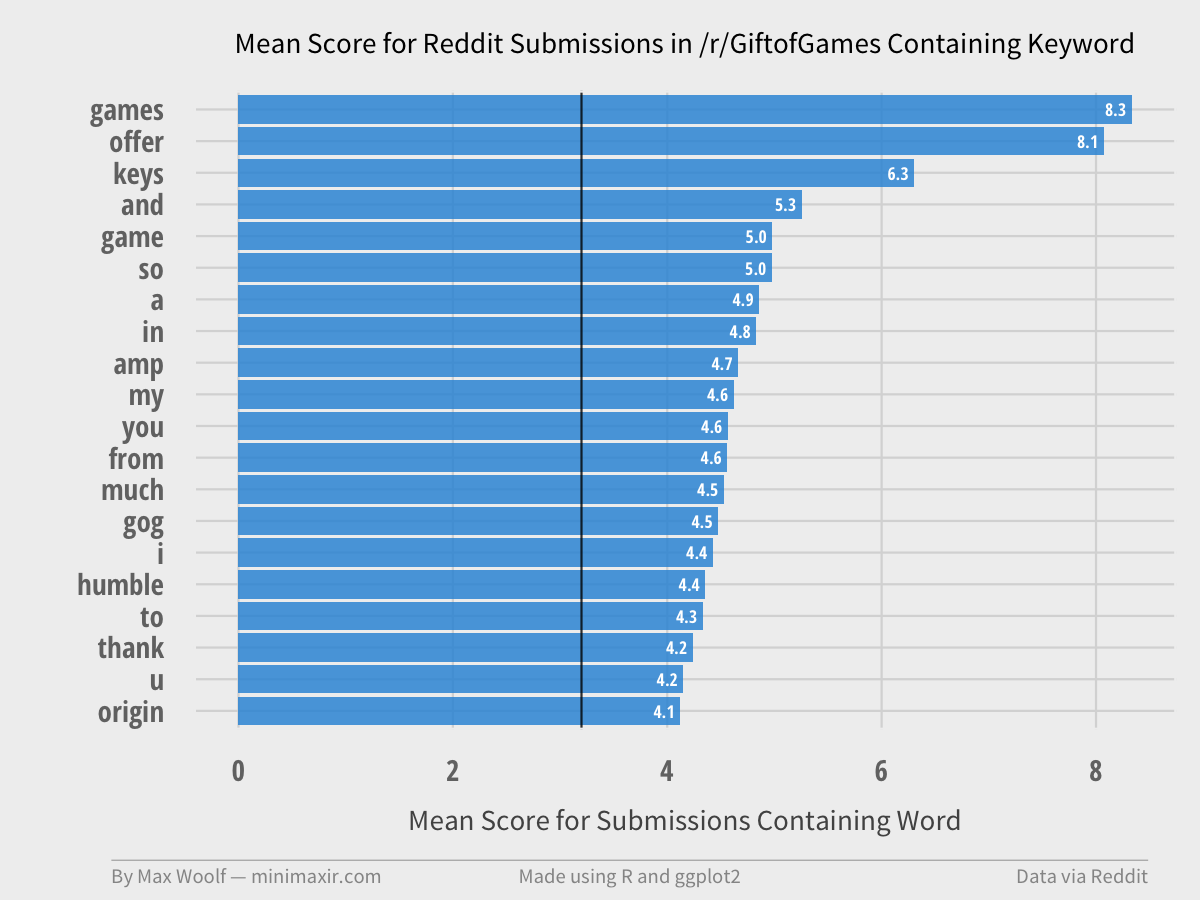 Mean Score for Reddit Submissions in /r/GiftofGames Containing Keyword
games 8.3
offer 8.1
keys 6.3
and 5.3
game 5.0
so 5.0
a 4.9
in 4.8
amp 4.7
my 4.6
you 4.6
from 4.6
much 4.5
gog 4.5
i 4.4
humble 4.4
to 4.3
thank 4.2
u 4.2
origin 4.1
0 2 4 6 8
Mean Score for Submissions Containing Word
By Max Woolf — minimaxir.com Made using R and ggplot2 Data via Reddit